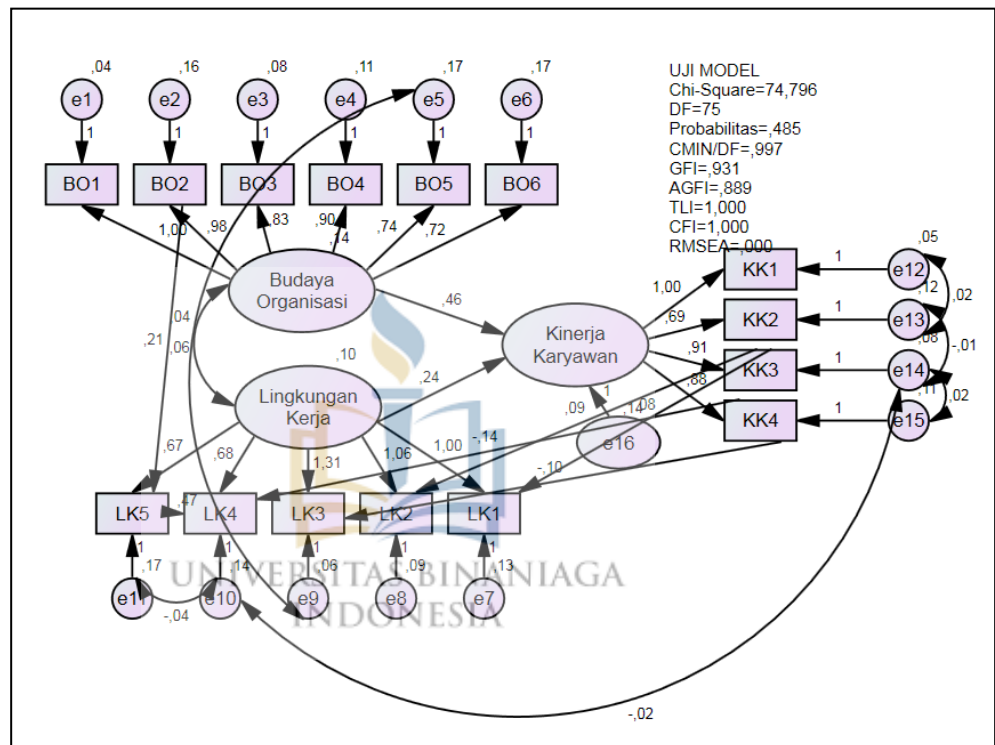 ,04 ,16 ,08 ,11 ,17 ,17
e1 e2 e3 e4 e5 e6
1 1 1 1 1 1
BO1 BO2 BO3 BO4 BO5 BO6
UJI MODEL
Chi-Square=74,796
DF=75
Probabilitas=,485
CMIN/DF=,997
GFI=,931
AGFI=,889
TLI=1,000
CFI=1,000
RMSEA=,000
1,00 ,98 ,83 ,90 ,74 ,72
,14
Budaya
Organisasi
,46
,21 ,04
,06
,10
Lingkungan
Kerja
,24
Kinerja
Karyawan
,09
1
e16
1,00
,69
,91
,88
KK1 1 e12 ,05
KK2 1 e13 ,12
KK3 1 e14 ,08
KK4 1 e15 ,11
,02
-,01
,02
,67 ,68 1,31 1,06 1,00
-,14 ,14 ,08
-,10
,47
LK5 LK4 LK3 LK2 LK1
1 1 1 1 1
,17 ,14 ,06 ,09 ,13
e11 e10 e9 e8 e7
-,04
UNIVERSITAS BINANIAGA
INDONESIA
-,02